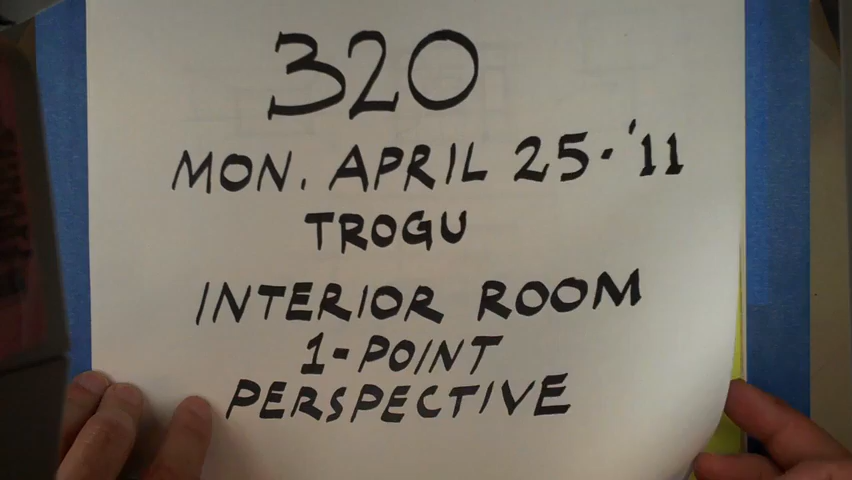 320
MON. APRIL 25-'11
TROGU
INTERIOR ROOM
1-POINT
PERSPECTIVE